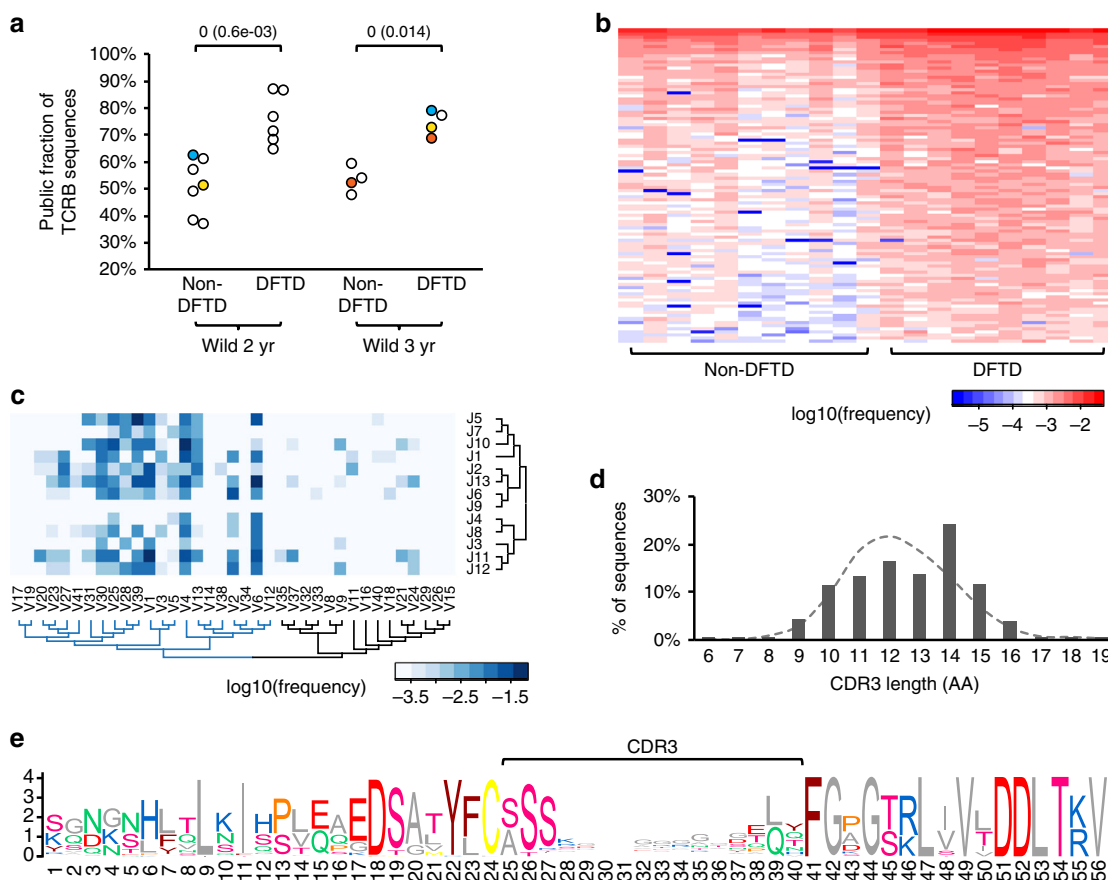 a
0 (0.6e-03)
0 (0.014)
100%
90%
80%
70%
60%
50%
40%
30%
20%
Public fraction of
TCRB sequences
Non-
DFTD
DFTD
Non-
DFTD
DFTD
Wild 2 yr
Wild 3 yr
b
Non-DFTD
DFTD
log10(frequency)
–5 –4 –3 –2
c
J5
J7
J10
J1
J2
J13
J6
J9
J4
J8
J3
J11
J12
V17 V19 V20 V23 V27 V41 V31 V30 V25 V28 V39 V1 V3 V5 V4 V13 V14 V38 V2 V34 V6 V12 V35 V37 V32 V33 V8 V9 V11 V16 V40 V18 V21 V24 V29 V26 V15
log10(frequency)
–3.5 –2.5 –1.5
d
30%
20%
10%
0%
% of sequences
6 7 8 9 10 11 12 13 14 15 16 17 18 19
CDR3 length (AA)
e
CDR3
4
3
2
1
0
1 2 3 4 5 6 7 8 9 10 11 12 13 14 15 16 17 18 19 20 21 22 23 24 25 26 27 28 29 30 31 32 33 34 35 36 37 38 39 40 41 42 43 44 45 46 47 48 49 50 51 52 53 54 55 56